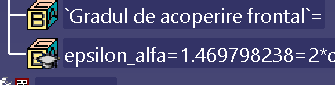 `Gradul de acoperire frontal`=
epsilon_alfa=1.469798238=2*